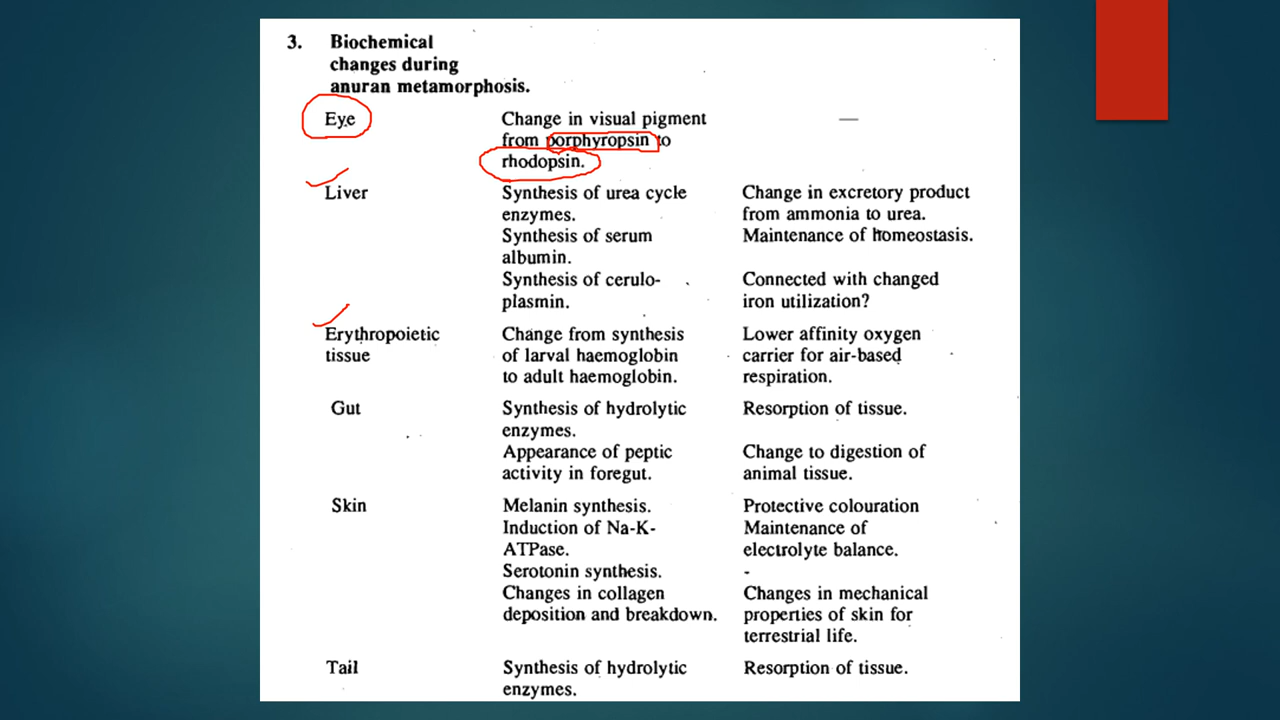 3. Biochemical
changes during
anuran metamorphosis.
Eye Change in visual pigment —
from porphyropsin to
rhodopsin.
Liver Synthesis of urea cycle Change in excretory product
enzymes. from ammonia to urea.
Synthesis of serum Maintenance of homeostasis.
albumin.
Synthesis of cerulo- Connected with changed
plasmin. iron utilization?
Erythropoietic Change from synthesis Lower affinity oxygen
tissue of larval haemoglobin carrier for air-based
to adult haemoglobin. respiration.
Gut Synthesis of hydrolytic Resorption of tissue.
enzymes.
Appearance of peptic Change to digestion of
activity in foregut. animal tissue.
Skin Melanin synthesis. Protective colouration
Induction of Na-K- Maintenance of
ATPase. electrolyte balance.
Serotonin synthesis. -
Changes in collagen Changes in mechanical
deposition and breakdown. properties of skin for
terrestrial life.
Tail Synthesis of hydrolytic Resorption of tissue.
enzymes.